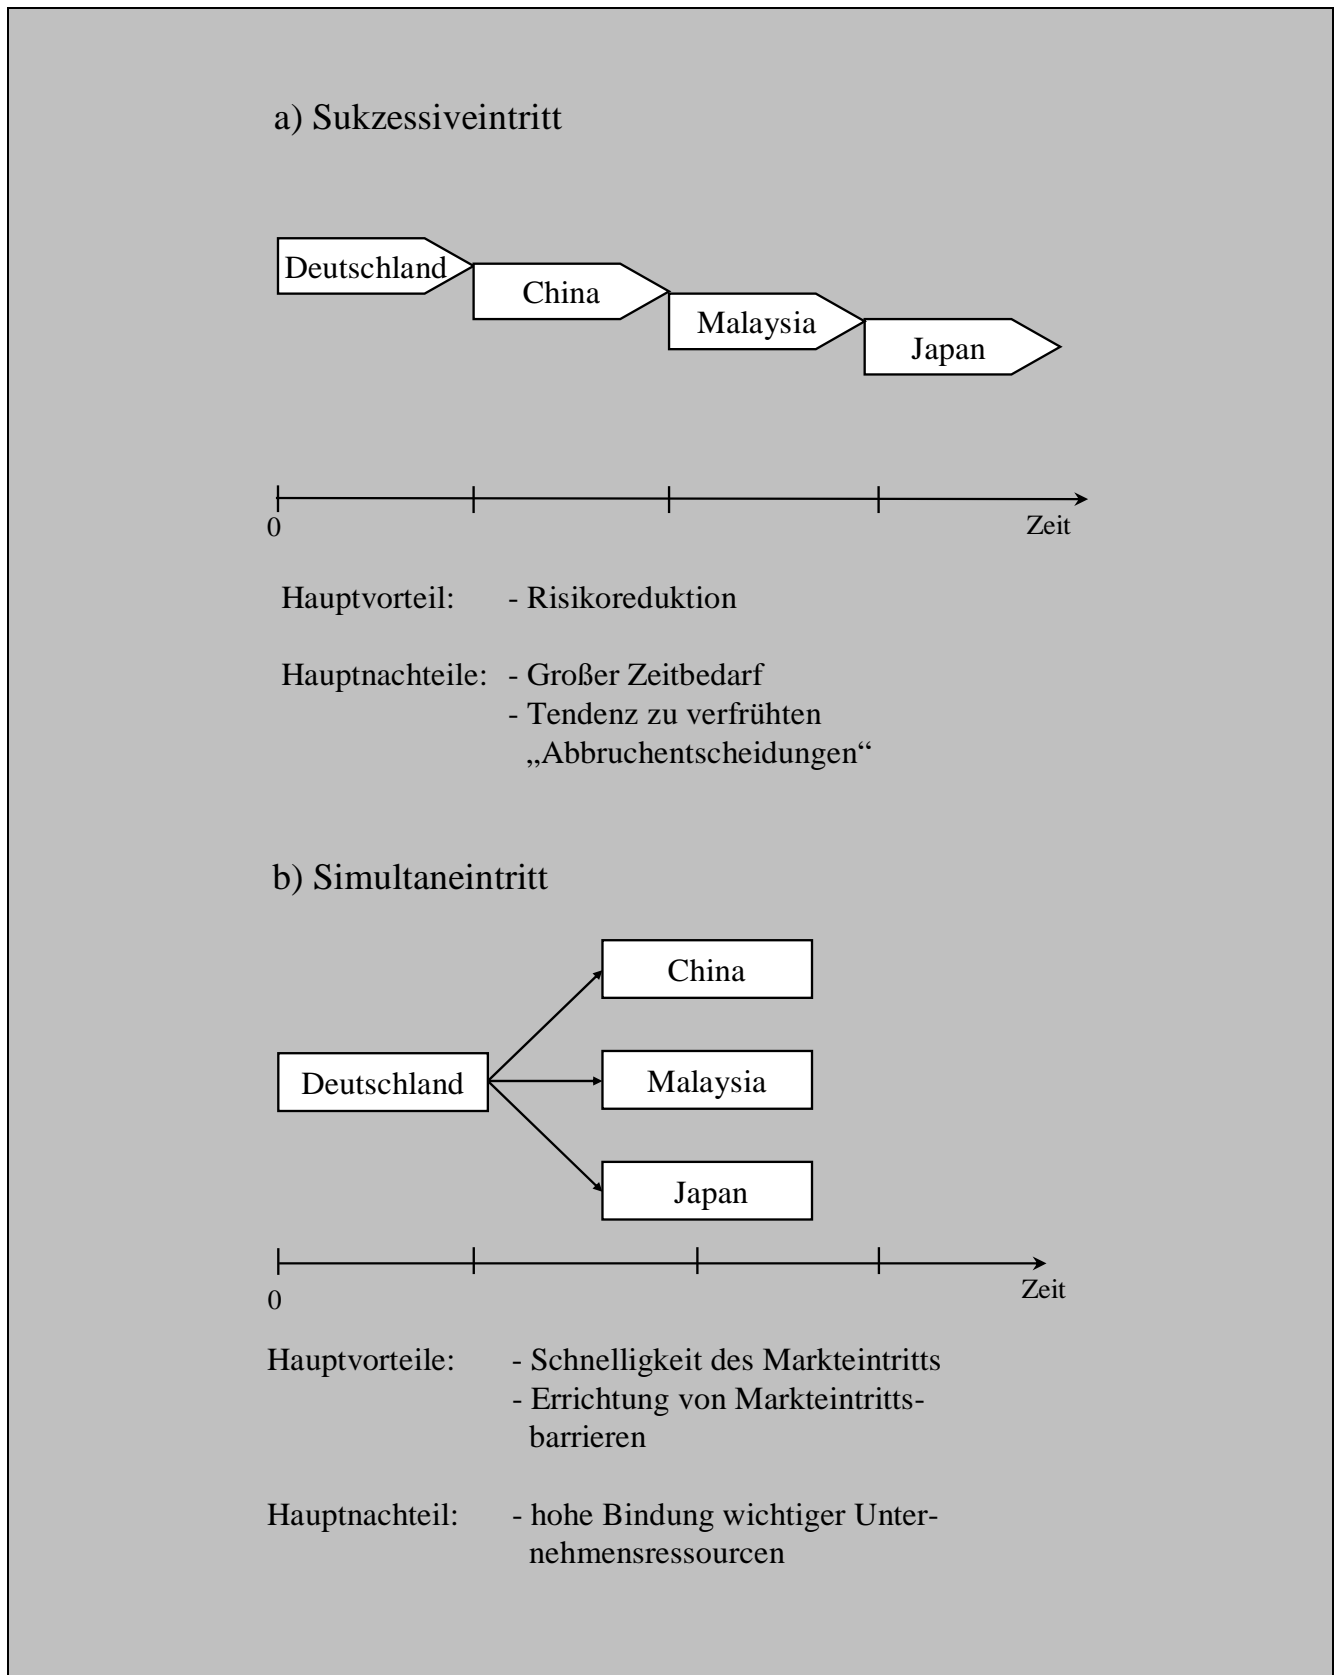 a) Sukzessiveintritt
Deutschland
China
Malaysia
Japan
0
Zeit
Hauptvorteil: - Risikoreduktion
Hauptnachteile: - Großer Zeitbedarf
- Tendenz zu verfrühten
„Abbruchentscheidungen“
b) Simultaneintritt
China
Deutschland
Malaysia
Japan
0
Zeit
Hauptvorteile: - Schnelligkeit des Markteintritts
- Errichtung von Markteintritts-
barrieren
Hauptnachteil: - hohe Bindung wichtiger Unter-
nehmensressourcen